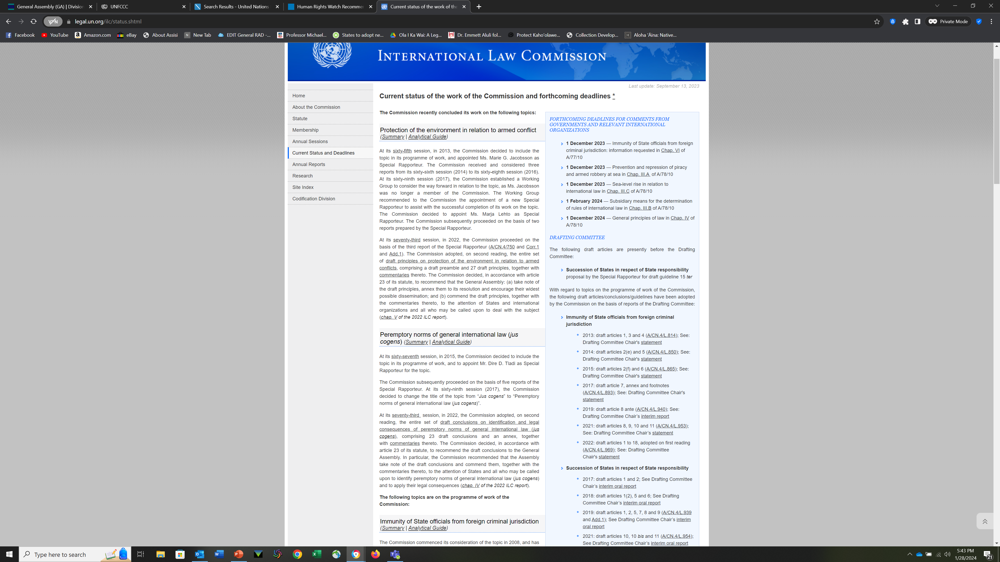 General Assembly (GA) | Division
UNFCCC
Search Results - United Nations
Human Rights Watch Recommen
Current status of the work of the
VPN
legal.un.org/ilc/status.shtml
Private Mode
Facebook
YouTube
Amazon.com
eBay
About Assisi
New Tab
EDIT General RAD -...
Professor Michael...
States to adopt ne...
Ola I Ka Wai: A Leg...
Dr. Emmett Aluli fol...
Protect Kahoʻolawe...
Collection Develop...
Aloha ʻĀina: Native...
INTERNATIONAL LAW COMMISSION
Last update: September 13, 2023
Home
About the Commission
Statute
Membership
Annual Sessions
Current Status and Deadlines
Annual Reports
Research
Site Index
Codification Division
Current status of the work of the Commission and forthcoming deadlines *
The Commission recently concluded its work on the following topics:
Protection of the environment in relation to armed conflict
(Summary | Analytical Guide)
At its sixty-fifth session, in 2013, the Commission decided to include the
topic in its programme of work, and appointed Ms. Marie G. Jacobsson as
Special Rapporteur. The Commission received and considered three
reports from its sixty-sixth session (2014) to its sixty-eighth session (2016).
At its sixty-ninth session (2017), the Commission established a Working
Group to consider the way forward in relation to the topic, as Ms. Jacobsson
was no longer a member of the Commission. The Working Group
recommended to the Commission the appointment of a new Special
Rapporteur to assist with the successful completion of its work on the topic.
The Commission decided to appoint Ms. Marja Lehto as Special
Rapporteur. The Commission subsequently proceeded on the basis of two
reports prepared by the Special Rapporteur.
At its seventy-third session, in 2022, the Commission proceeded on the
basis of the third report of the Special Rapporteur (A/CN.4/750 and Corr.1
and Add.1). The Commission adopted, on second reading, the entire set
of draft principles on protection of the environment in relation to armed
conflicts, comprising a draft preamble and 27 draft principles, together with
commentaries thereto. The Commission decided, in accordance with article
23 of its statute, to recommend that the General Assembly: (a) take note of
the draft principles, annex them to its resolution and encourage their widest
possible dissemination; and (b) commend the draft principles, together with
the commentaries thereto, to the attention of States and international
organizations and all who may be called upon to deal with the subject
(chap. V of the 2022 ILC report).
Peremptory norms of general international law (jus
cogens) (Summary | Analytical Guide)
At its sixty-seventh session, in 2015, the Commission decided to include the
topic in its programme of work, and to appoint Mr. Dire D. Tladi as Special
Rapporteur for the topic.
The Commission subsequently proceeded on the basis of five reports of the
Special Rapporteur. At its sixty-ninth session (2017), the Commission
decided to change the title of the topic from “Jus cogens” to “Peremptory
norms of general international law (jus cogens)”.
At its seventy-third session, in 2022, the Commission adopted, on second
reading, the entire set of draft conclusions on identification and legal
consequences of peremptory norms of general international law (jus
cogens), comprising 23 draft conclusions and an annex, together
with commentaries thereto. The Commission decided, in accordance with
article 23 of its statute, to recommend the draft conclusions to the General
Assembly. In particular, the Commission recommended that the Assembly
take note of the draft conclusions and commend them, together with the
commentaries thereto, to the attention of States and all who may be called
upon to identify peremptory norms of general international law (jus cogens)
and to apply their legal consequences (chap. IV of the 2022 ILC report).
The following topics are on the programme of work of the
Commission:
Immunity of State officials from foreign criminal jurisdiction
(Summary | Analytical Guide)
The Commission commenced its consideration of the topic in 2008, and has
FORTHCOMING DEADLINES FOR COMMENTS FROM
GOVERNMENTS AND RELEVANT INTERNATIONAL
ORGANIZATIONS
1 December 2023 — Immunity of State officials from foreign
criminal jurisdiction: information requested in Chap. VI of
A/77/10
1 December 2023 — Prevention and repression of piracy
and armed robbery at sea in Chap. III.A of A/78/10
1 December 2023 — Sea-level rise in relation to
international law in Chap. III.C of A/78/10
1 February 2024 — Subsidiary means for the determination
of rules of international law in Chap. III.B of A/78/10
1 December 2024 — General principles of law in Chap. IV of
A/78/10
DRAFTING COMMITTEE
The following draft articles are presently before the Drafting
Committee:
Succession of States in respect of State responsibility
proposal by the Special Rapporteur for draft guideline 15 ter
With regard to topics on the programme of work of the Commission,
the following draft articles/conclusions/guidelines have been adopted
by the Commission on the basis of reports of the Drafting Committee:
Immunity of State officials from foreign criminal
jurisdiction
2013: draft articles 1, 3 and 4 (A/CN.4/L.814); See:
Drafting Committee Chair's statement
2014: draft articles 2(e) and 5 (A/CN.4/L.850); See:
Drafting Committee Chair's statement
2015: draft articles 2(f) and 6 (A/CN.4/L.865); See:
Drafting Committee Chair's statement
2017: draft article 7, annex and footnotes
(A/CN.4/L.893); See: Drafting Committee Chair's
statement
2019: draft article 8 ante (A/CN.4/L.940); See:
Drafting Committee Chair’s interim report
2021: draft articles 8, 9, 10 and 11 (A/CN.4/L.953);
See: Drafting Committee Chair’s statement
2022: draft articles 1 to 18, adopted on first reading
(A/CN.4/L.969); See: Drafting Committee
Chair's statement
Succession of States in respect of State responsibility
2017: draft articles 1 and 2; See Drafting Committee
Chair’s interim oral report
2018: draft articles 1(2), 5 and 6; See Drafting
Committee Chair’s interim oral report
2019: draft articles 1, 2, 5, 7, 8 and 9 (A/CN.4/L.939
and Add.1); See Drafting Committee Chair’s interim
oral report
2021: draft articles 10, 10 bis and 11 (A/CN.4/L.954);
See Drafting Committee Chair’s interim oral report
Type here to search
5:43 PM
1/28/2024
21